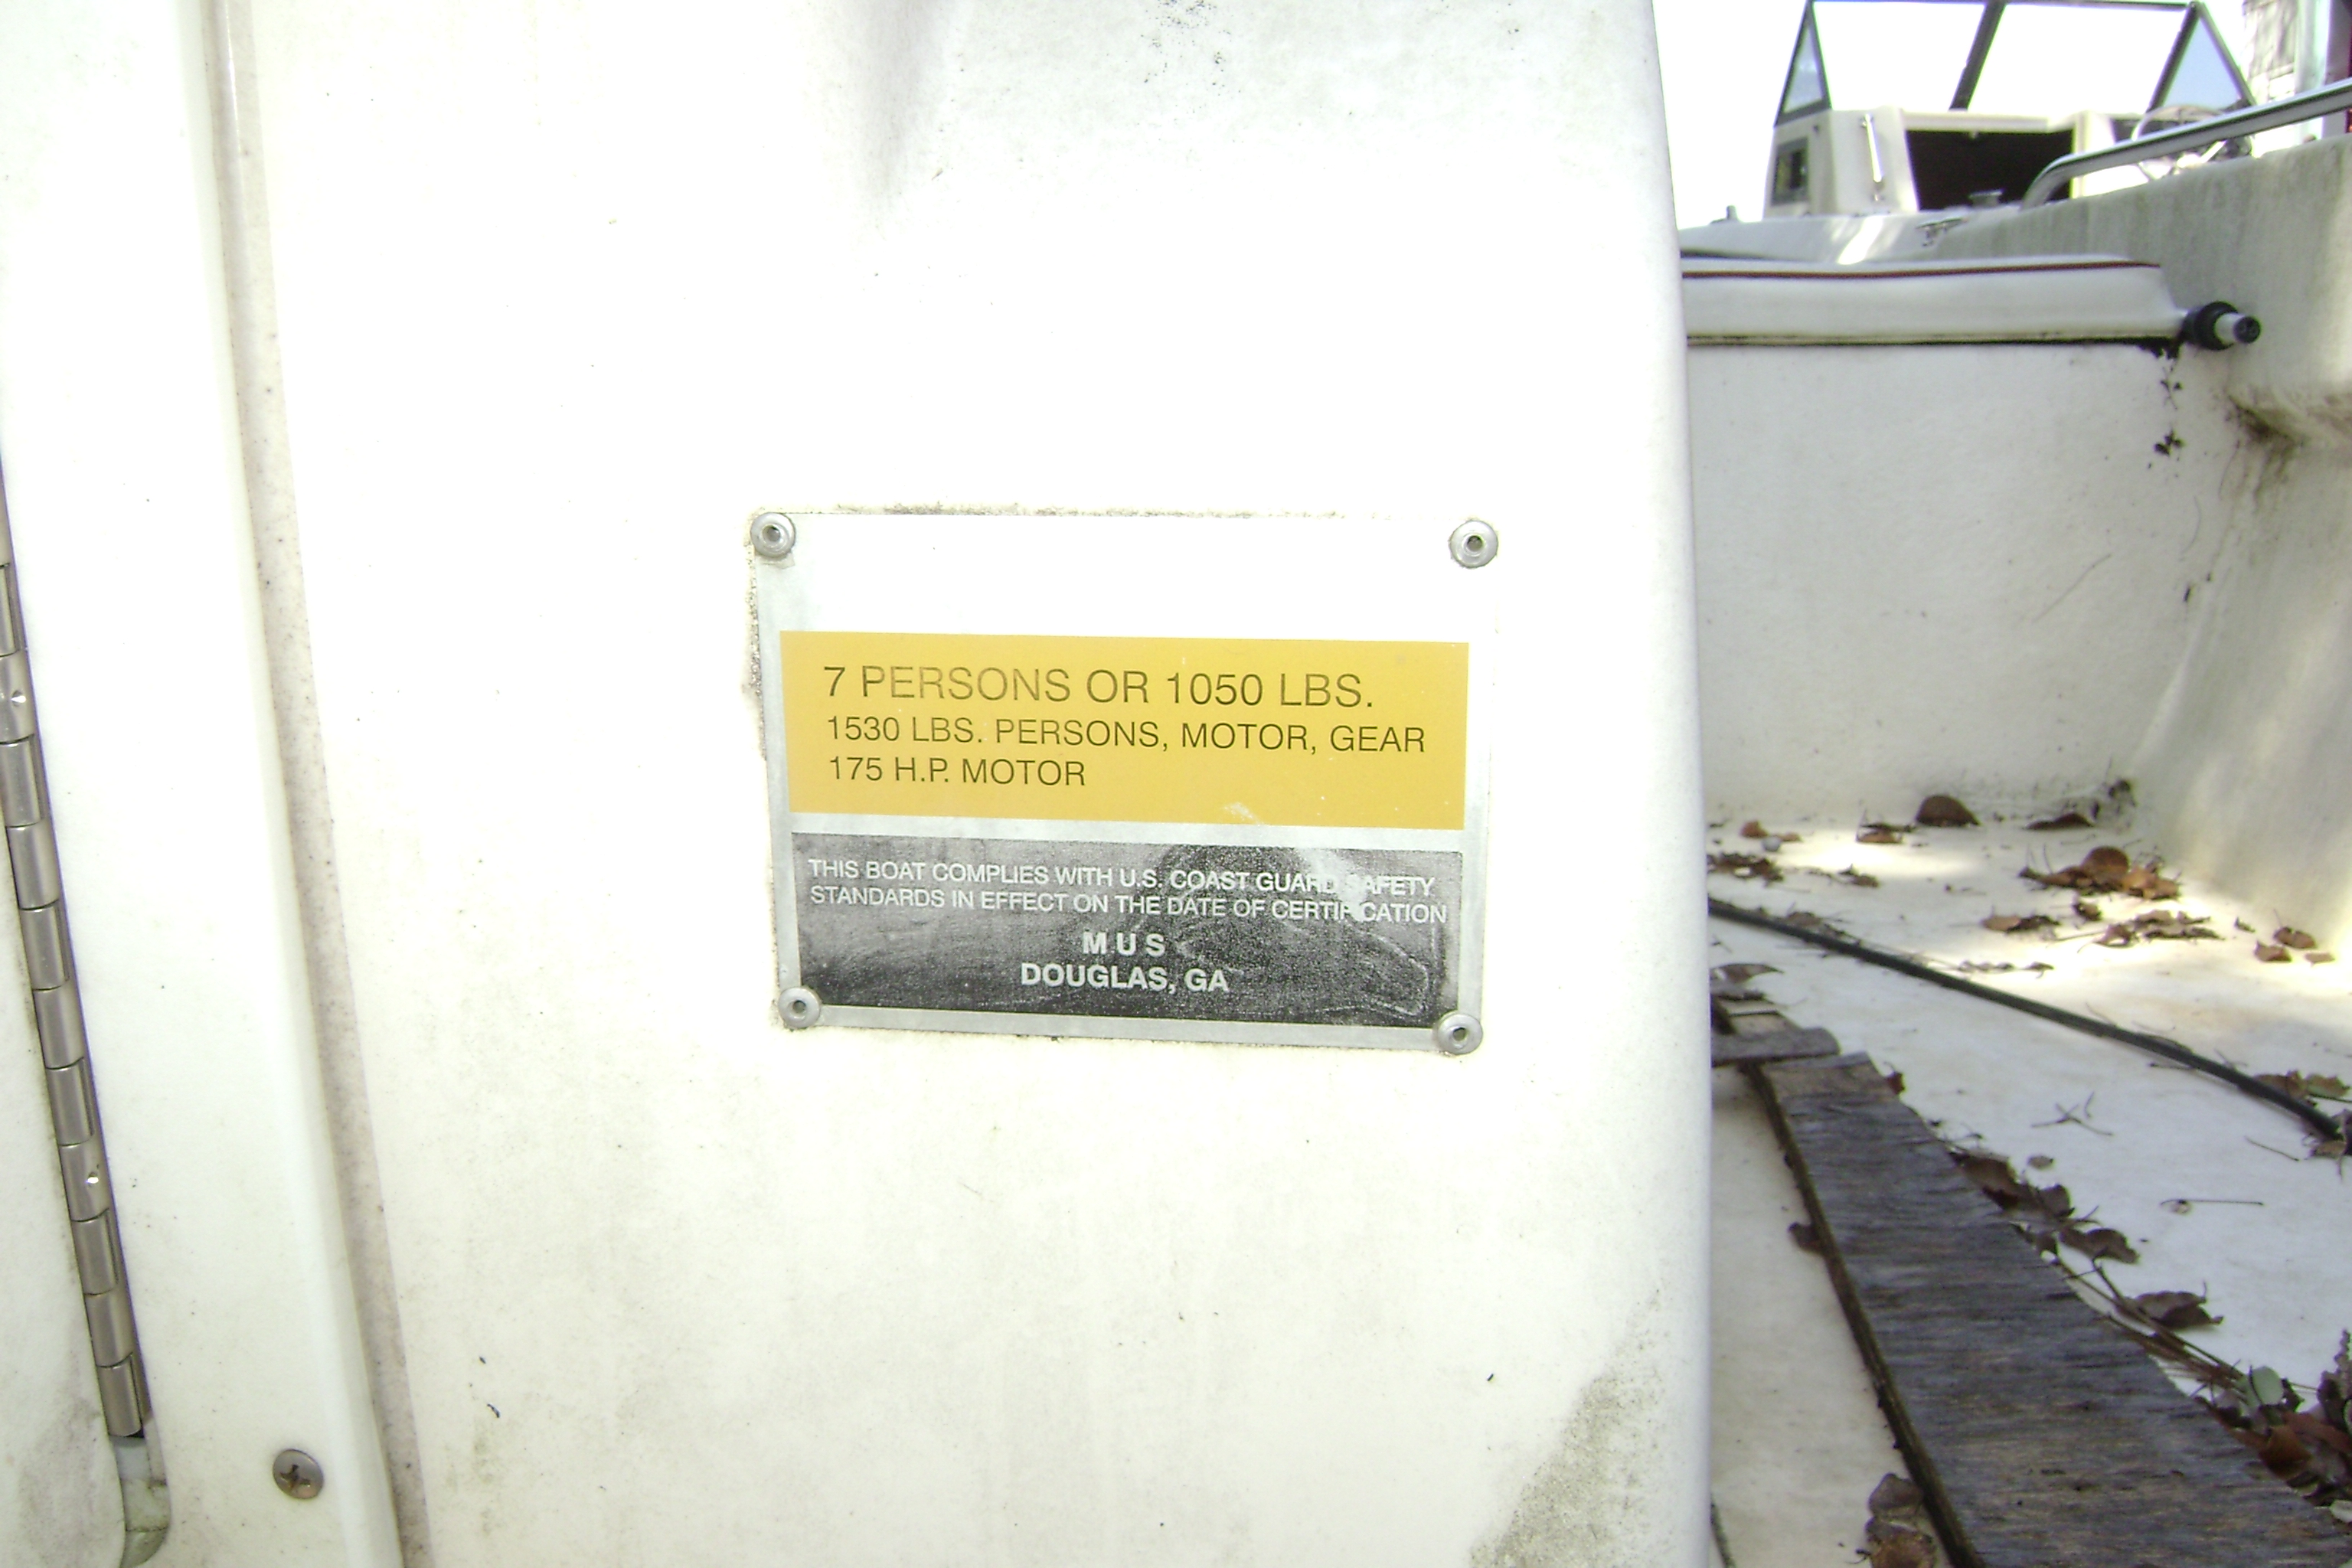 7 PERSONS OR 1050 LBS.
1530 LBS. PERSONS, MOTOR, GEAR
175 H.P. MOTOR
THIS BOAT COMPLIES WITH U.S. COAST GUARD SAFETY
STANDARDS IN EFFECT ON THE DATE OF CERTIFICATION
M U S
DOUGLAS, GA